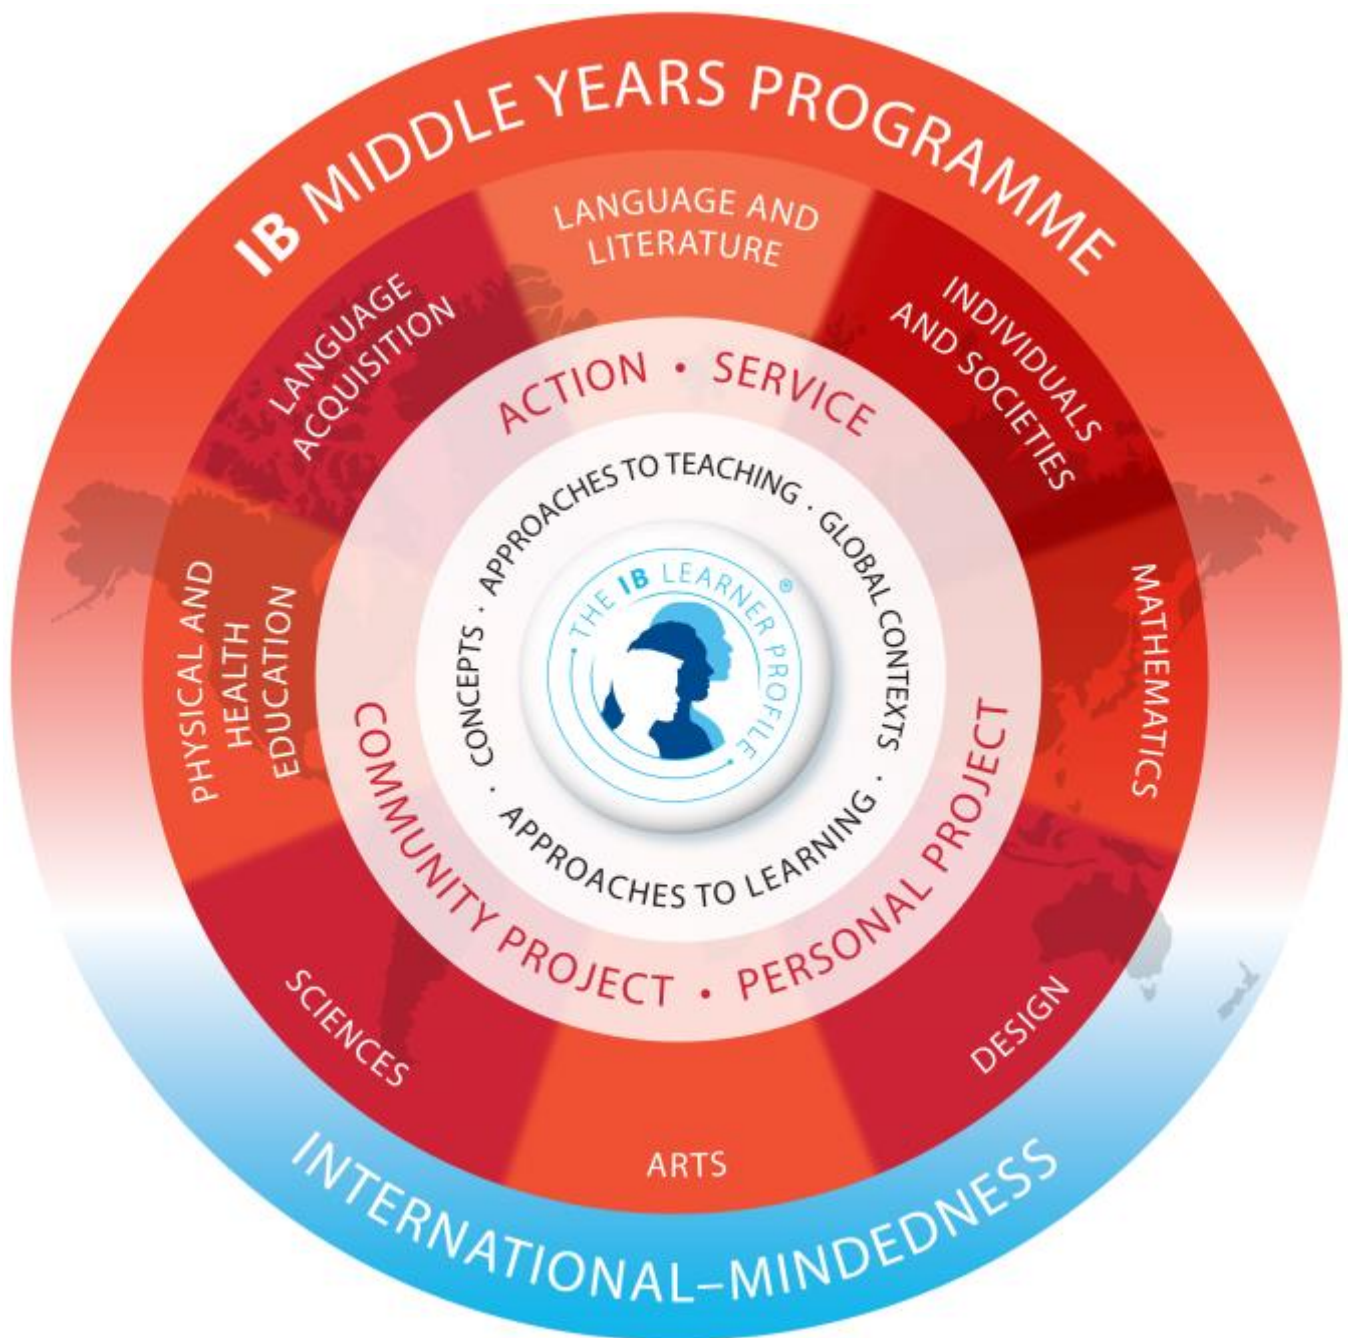 IB MIDDLE YEARS PROGRAMME
LANGUAGE AND
LITERATURE
INDIVIDUALS
AND SOCIETIES
MATHEMATICS
DESIGN
ARTS
SCIENCES
PHYSICAL AND
HEALTH
EDUCATION
LANGUAGE
ACQUISITION
ACTION • SERVICE
PERSONAL PROJECT
•
COMMUNITY PROJECT
APPROACHES TO TEACHING · GLOBAL CONTEXTS ·
APPROACHES TO LEARNING
· CONCEPTS ·
• THE IB LEARNER PROFILE • ®
INTERNATIONAL–MINDEDNESS